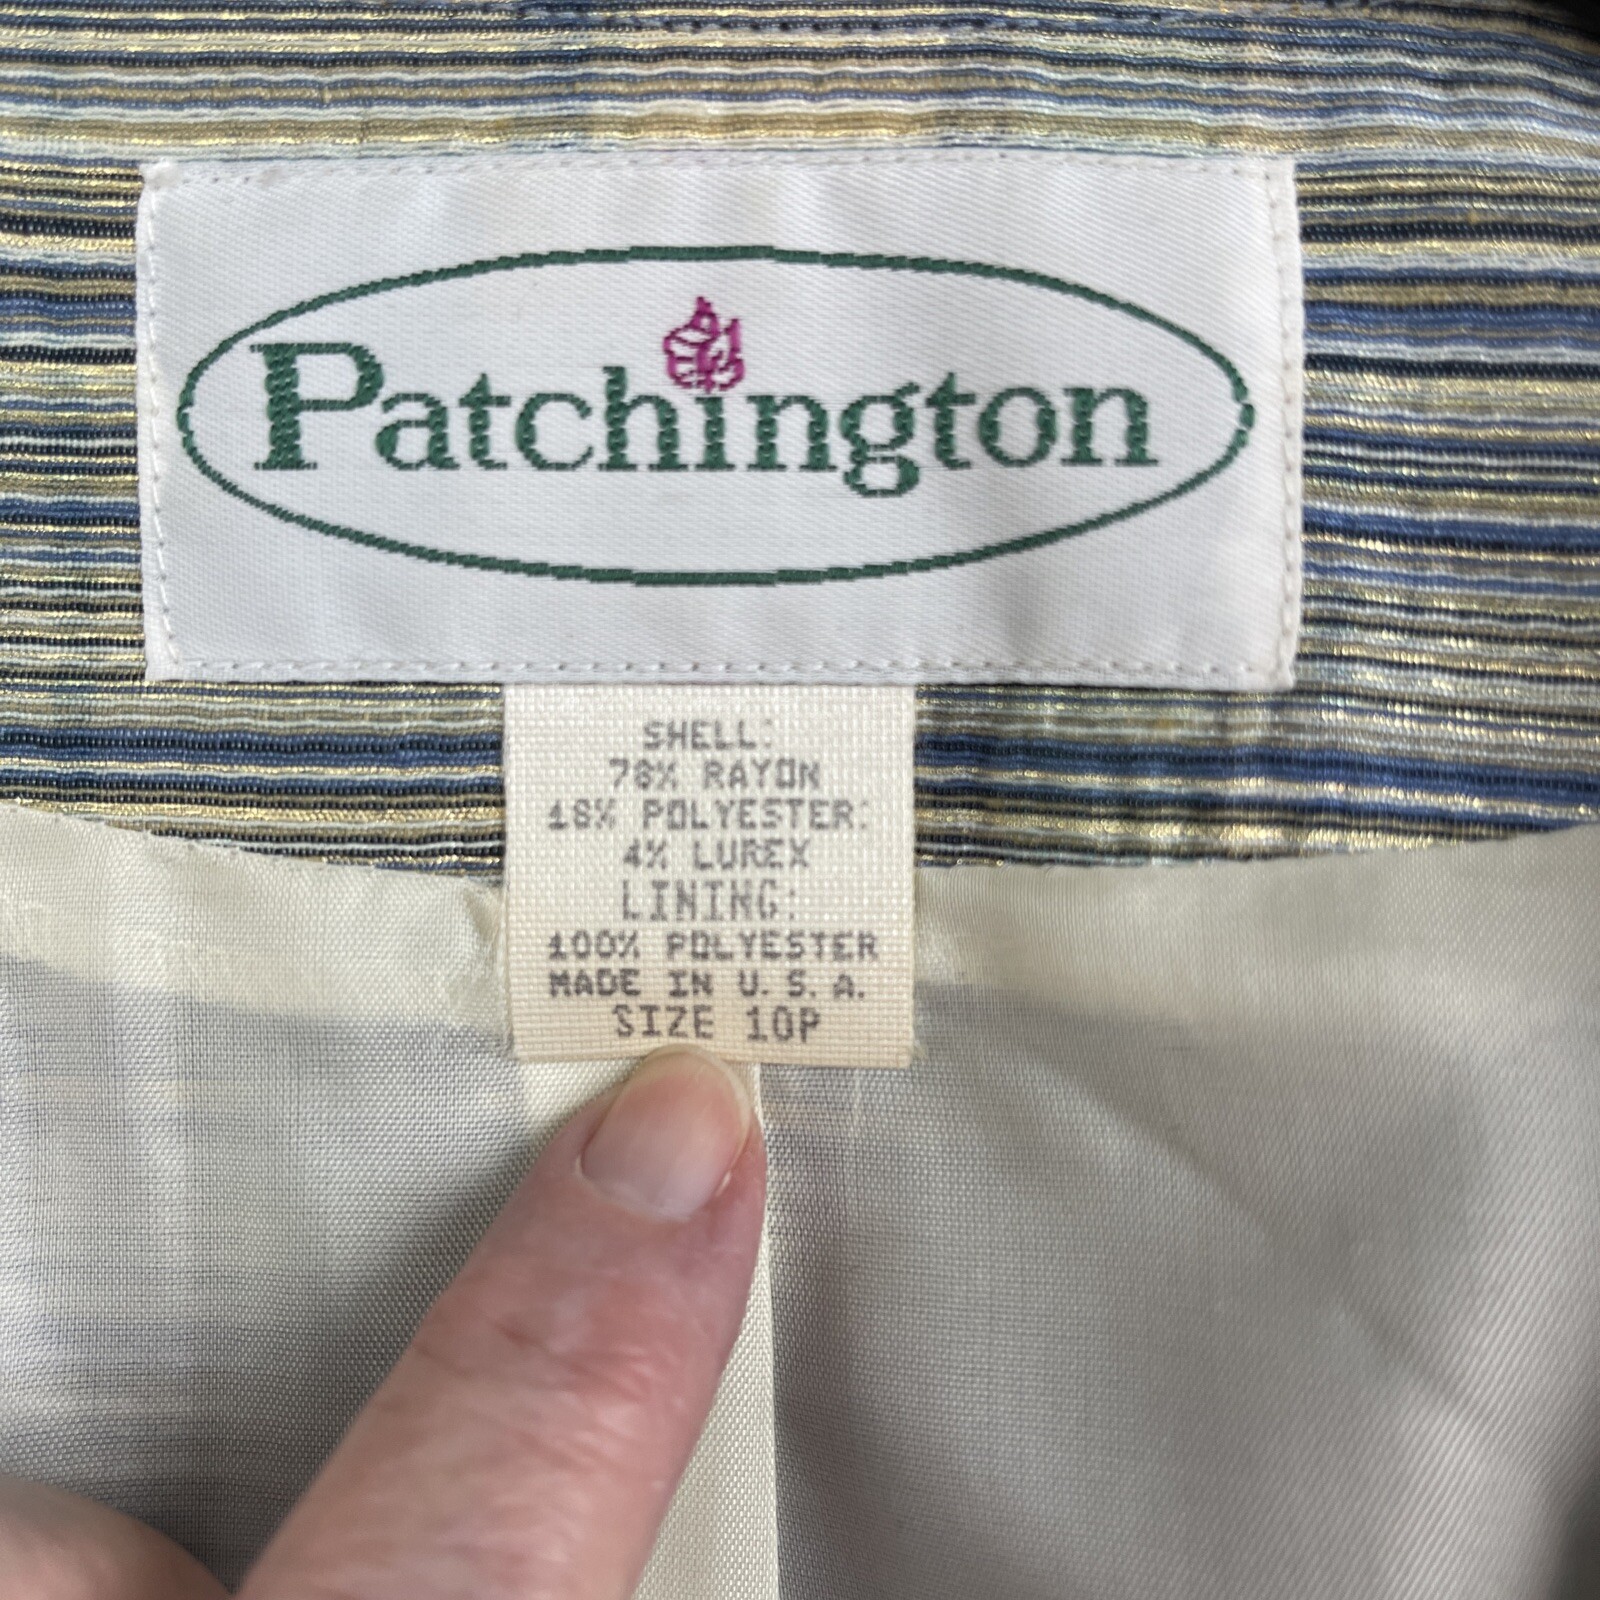 Patchington
SHELL:
78% RAYON
18% POLYESTER
4% LUREX
LINING:
100% POLYESTER
MADE IN U.S.A.
SIZE 10P